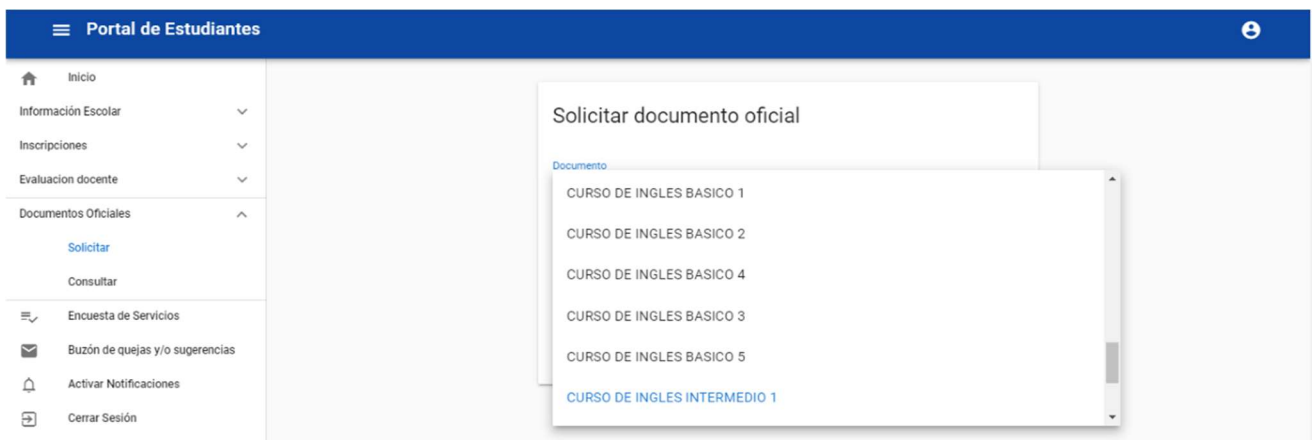 Portal de Estudiantes
Inicio
Información Escolar
Inscripciones
Evaluacion docente
Documentos Oficiales
Solicitar
Consultar
Encuesta de Servicios
Buzón de quejas y/o sugerencias
Activar Notificaciones
Cerrar Sesión
Solicitar documento oficial
Documento
CURSO DE INGLES BASICO 1
CURSO DE INGLES BASICO 2
CURSO DE INGLES BASICO 4
CURSO DE INGLES BASICO 3
CURSO DE INGLES BASICO 5
CURSO DE INGLES INTERMEDIO 1